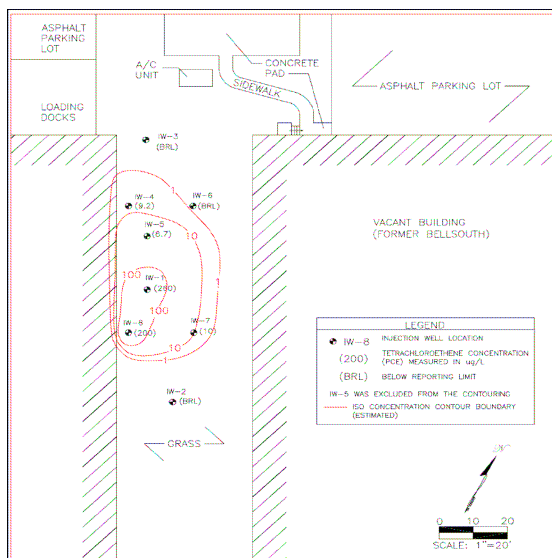 ASPHALT
PARKING
LOT
A/C
UNIT
CONCRETE
PAD
SIDEWALK
ASPHALT PARKING LOT
LOADING
DOCKS
IW-3
(BRL)
1
IW-4
(9.2)
IW-6
(BRL)
IW-5
(6.7)
10
VACANT BUILDING
(FORMER BELLSOUTH)
100
IW-1
(280)
1
100
IW-8
(200)
IW-7
(10)
10
1
IW-2
(BRL)
GRASS
LEGEND
IW-8 INJECTION WELL LOCATION
(200) TETRACHLOROETHENE CONCENTRATION
(PCE) MEASURED IN ug/L
(BRL) BELOW REPORTING LIMIT
IW-5 WAS EXCLUDED FROM THE CONTOURING
ISO CONCENTRATION CONTOUR BOUNDARY
(ESTIMATED)
0 10 20
SCALE: 1"=20'